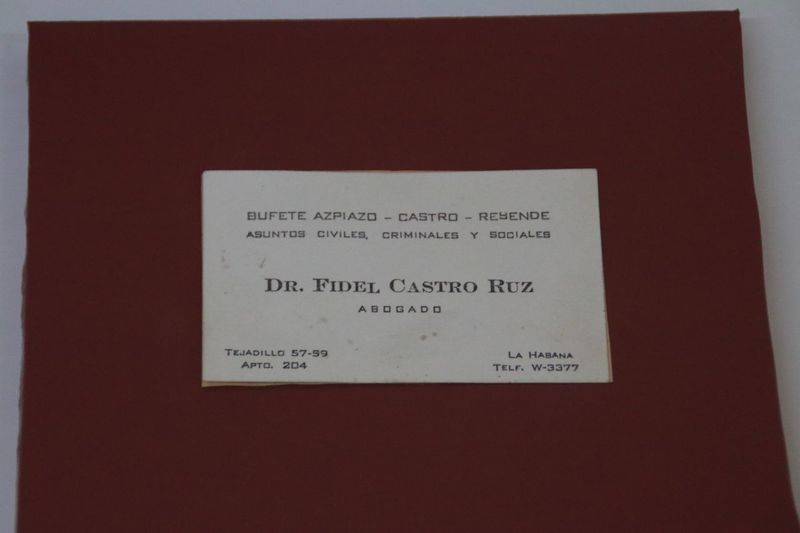 BUFETE AZPIAZO - CASTRO - RESENDE
ASUNTOS CIVILES, CRIMINALES Y SOCIALES
DR. FIDEL CASTRO RUZ
ABOGADO
TEJADILLO 57-59
APTO. 204
LA HABANA
TELF. W-3377